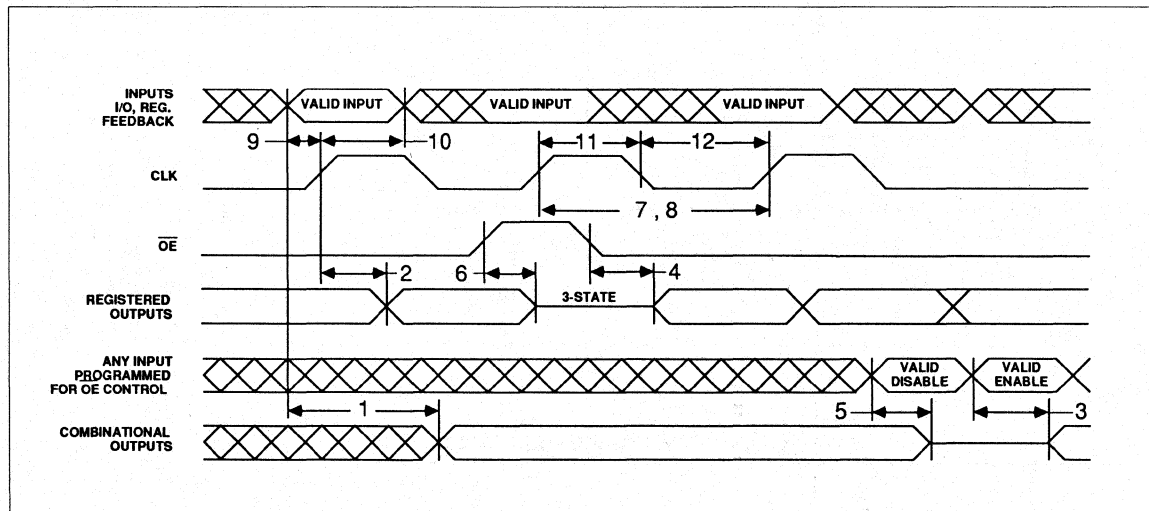 INPUTS
I/O, REG.
FEEDBACK
VALID INPUT
VALID INPUT
VALID INPUT
9
10
11
12
CLK
7 , 8
OE
2
6
4
REGISTERED
OUTPUTS
3-STATE
ANY INPUT
PROGRAMMED
FOR OE CONTROL
VALID
DISABLE
VALID
ENABLE
1
5
3
COMBINATIONAL
OUTPUTS